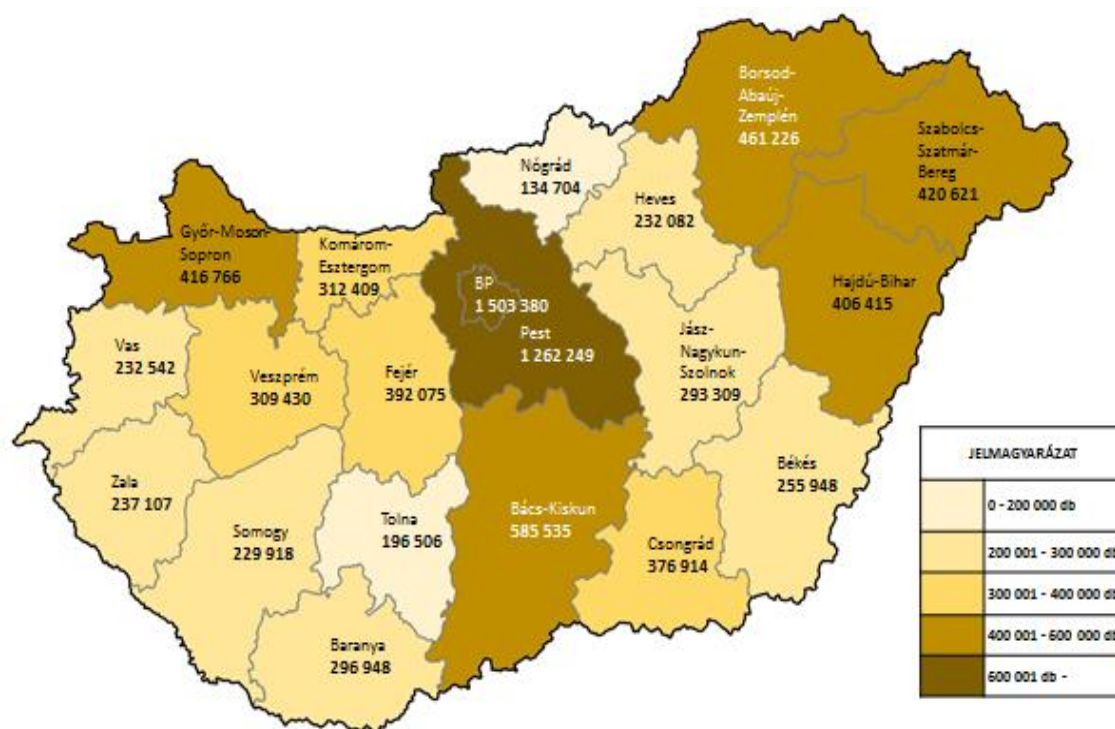 Borsod-
Abaúj-
Zemplén
461 226
Szabolcs-
Szatmár-
Bereg
420 621
Nógrád
134 704
Heves
232 082
Győr-Moson-
Sopron
416 766
Komárom-
Esztergom
312 409
BP
1 503 380
Pest
1 262 249
Hajdú-Bihar
406 415
Vas
232 542
Veszprém
309 430
Fejér
392 075
Jász-
Nagykun-
Szolnok
293 309
Zala
237 107
Somogy
229 918
Tolna
196 506
Bács-Kiskun
585 535
Csongrád
376 914
Békés
255 948
Baranya
296 948
JELMAGYARÁZAT
0 - 200 000 db
200 001 - 300 000 db
300 001 - 400 000 db
400 001 - 600 000 db
600 001 db -